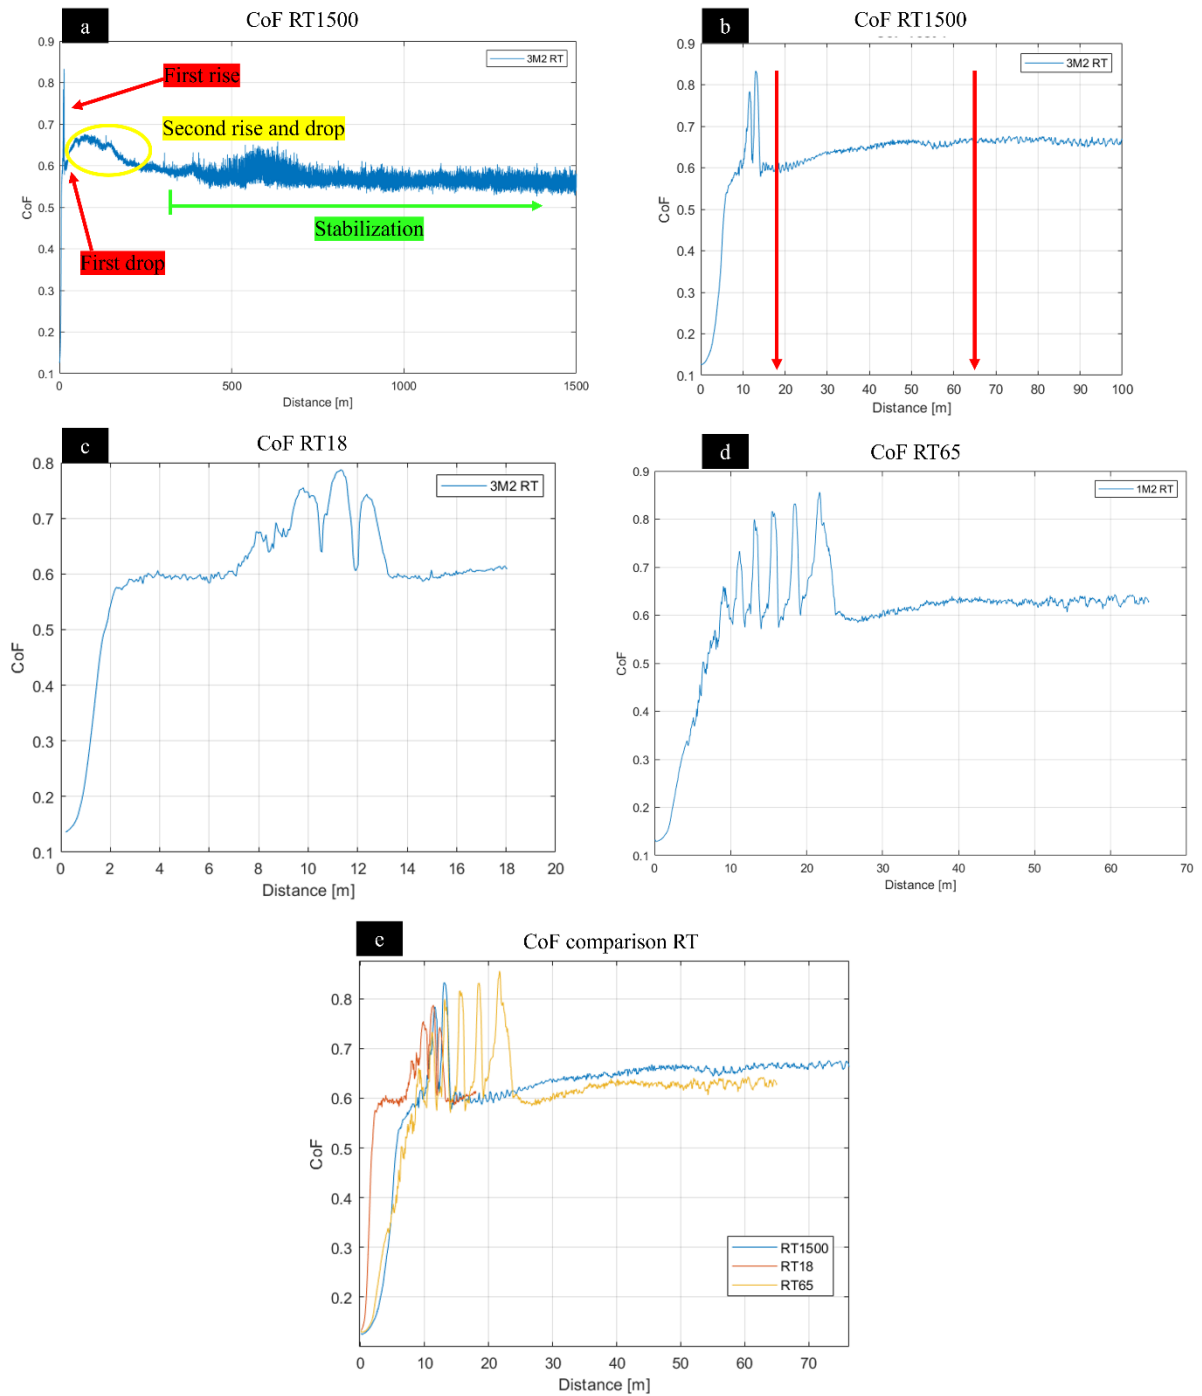 a
CoF RT1500
0.9
0.8
0.7
0.6
0.5
0.4
0.3
0.2
0.1
CoF
3M2 RT
First rise
Second rise and drop
Stabilization
First drop
0
500
1000
1500
Distance [m]
b
CoF RT1500
0.9
0.8
0.7
0.6
0.5
0.4
0.3
0.2
0.1
CoF
3M2 RT
0 10 20 30 40 50 60 70 80 90 100
Distance [m]
c
CoF RT18
0.8
0.7
0.6
0.5
0.4
0.3
0.2
0.1
CoF
3M2 RT
0 2 4 6 8 10 12 14 16 18 20
Distance [m]
d
CoF RT65
0.9
0.8
0.7
0.6
0.5
0.4
0.3
0.2
0.1
CoF
1M2 RT
0 10 20 30 40 50 60 70
Distance [m]
e
CoF comparison RT
0.8
0.7
0.6
0.5
0.4
0.3
0.2
CoF
RT1500
RT18
RT65
0 10 20 30 40 50 60 70
Distance [m]